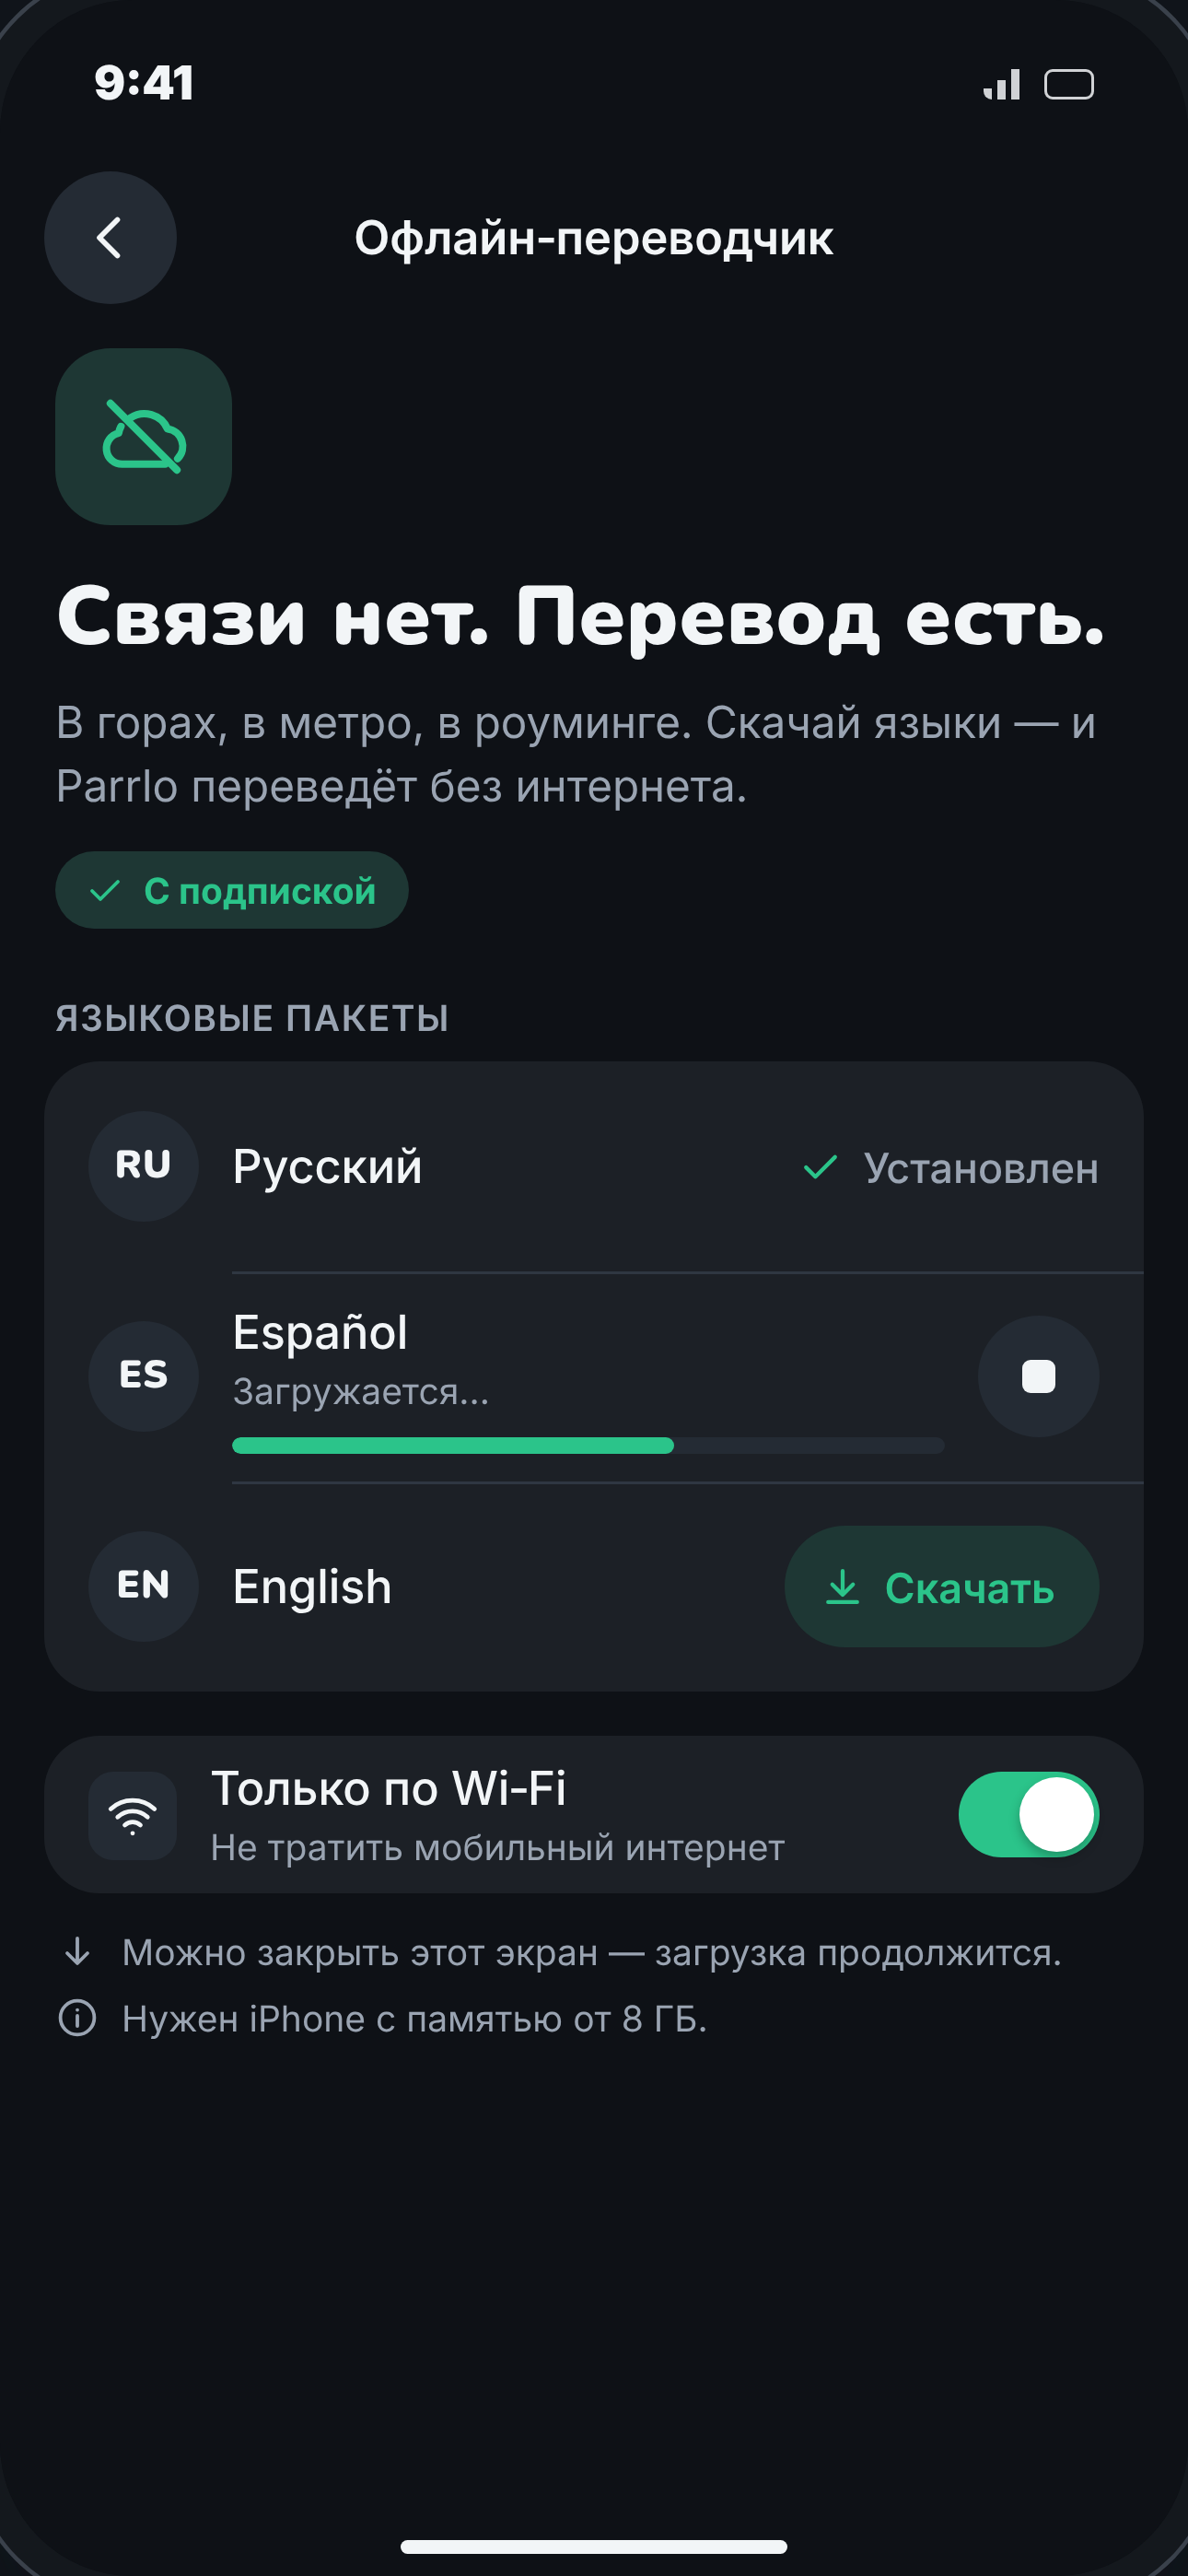 9:41
Офлайн-переводчик
Связи нет. Перевод есть.
В горах, в метро, в роуминге. Скачай языки — и
Parrlo переведёт без интернета.
С подпиской
ЯЗЫКОВЫЕ ПАКЕТЫ
RU Русский Установлен
ES Español
Загружается...
EN English Скачать
Только по Wi-Fi
Не тратить мобильный интернет
Можно закрыть этот экран — загрузка продолжится.
Нужен iPhone с памятью от 8 ГБ.